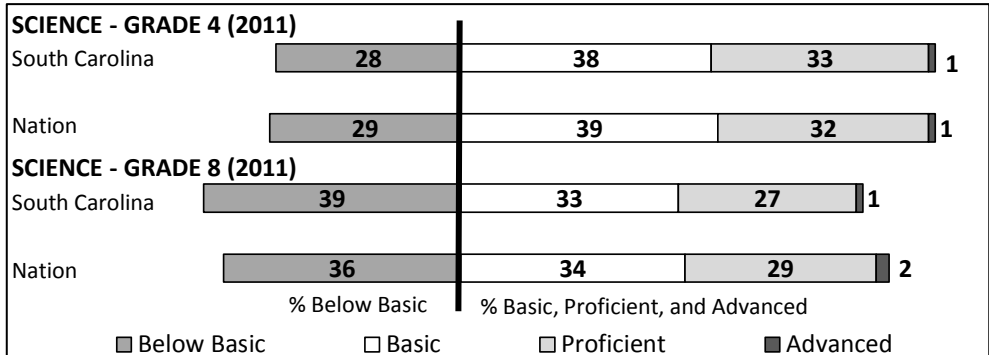 SCIENCE - GRADE 4 (2011)
South Carolina 28 38 33 1
Nation 29 39 32 1
SCIENCE - GRADE 8 (2011)
South Carolina 39 33 27 1
Nation 36 34 29 2
% Below Basic % Basic, Proficient, and Advanced
Below Basic Basic Proficient Advanced